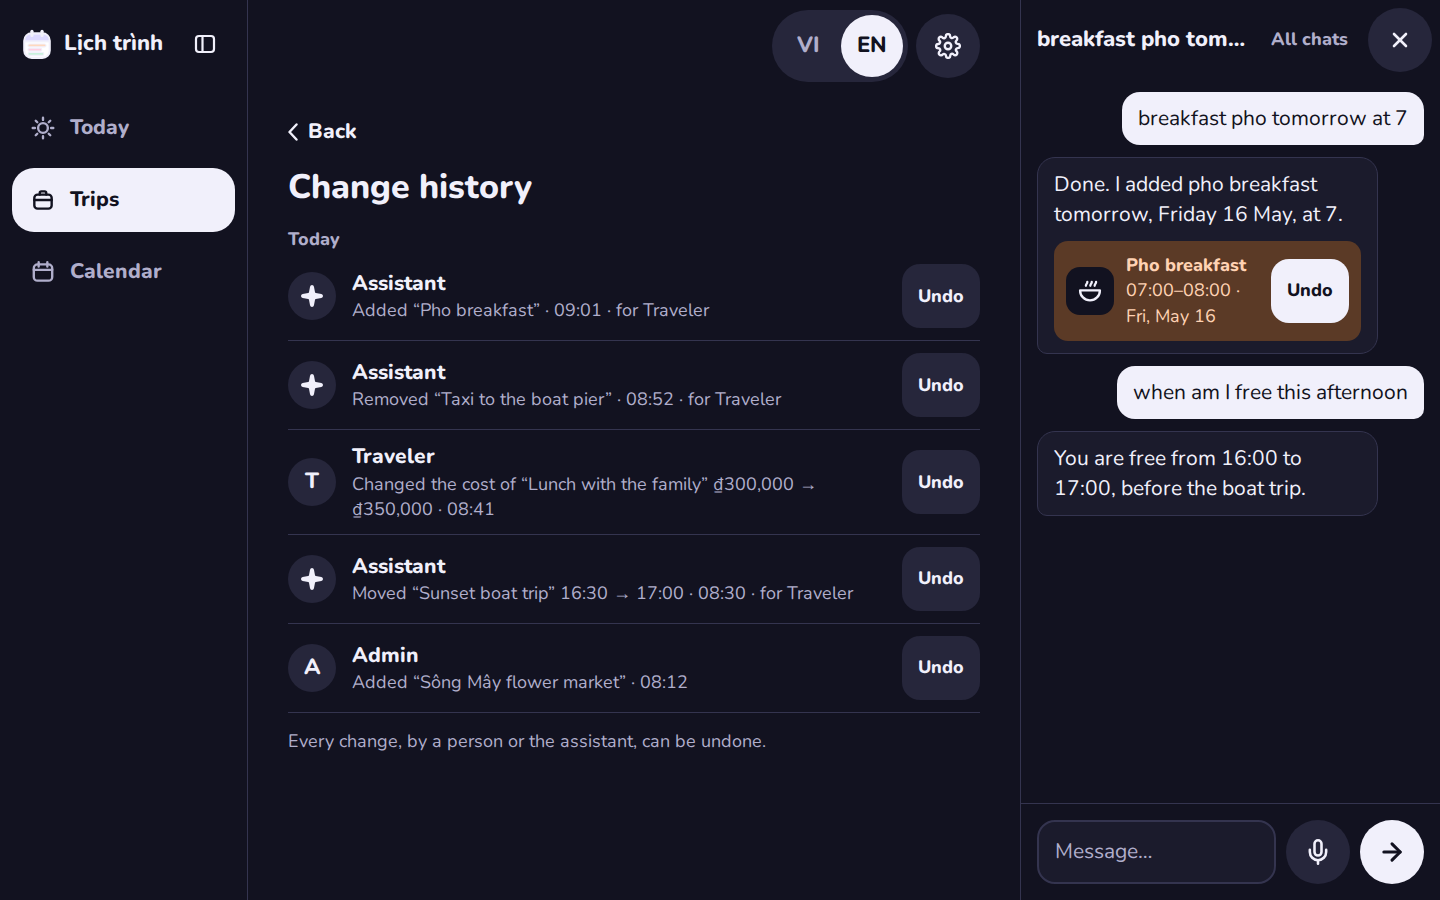 Lịch trình
Today
Trips
Calendar
VI
EN
Back
Change history
Today
Assistant
Added “Pho breakfast” · 09:01 · for Traveler
Undo
Assistant
Removed “Taxi to the boat pier” · 08:52 · for Traveler
Undo
T
Traveler
Changed the cost of “Lunch with the family” ₫300,000 →
₫350,000 · 08:41
Undo
Assistant
Moved “Sunset boat trip” 16:30 → 17:00 · 08:30 · for Traveler
Undo
A
Admin
Added “Sông Mây flower market” · 08:12
Undo
Every change, by a person or the assistant, can be undone.
breakfast pho tom...
All chats
breakfast pho tomorrow at 7
Done. I added pho breakfast
tomorrow, Friday 16 May, at 7.
Pho breakfast
07:00–08:00 ·
Fri, May 16
Undo
when am I free this afternoon
You are free from 16:00 to
17:00, before the boat trip.
Message...